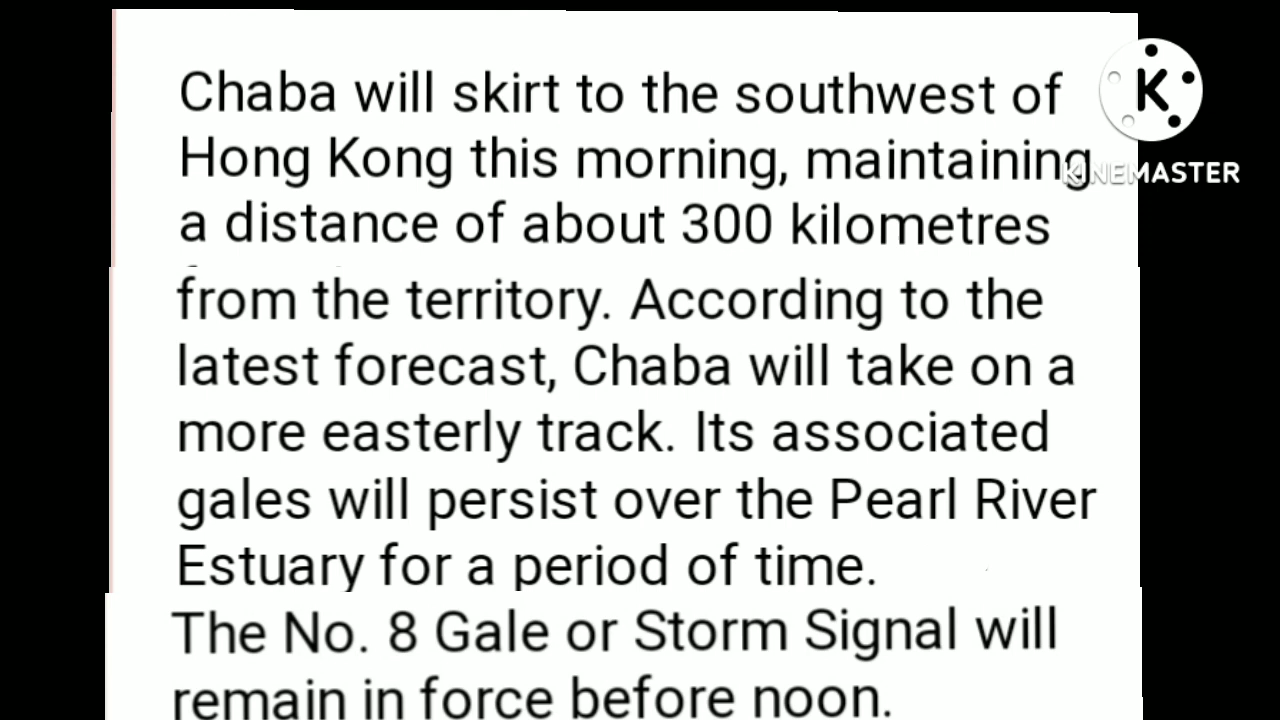 Chaba will skirt to the southwest of
Hong Kong this morning, maintaining
a distance of about 300 kilometres
from the territory. According to the
latest forecast, Chaba will take on a
more easterly track. Its associated
gales will persist over the Pearl River
Estuary for a period of time.
The No. 8 Gale or Storm Signal will
remain in force before noon.
K
KINEMASTER